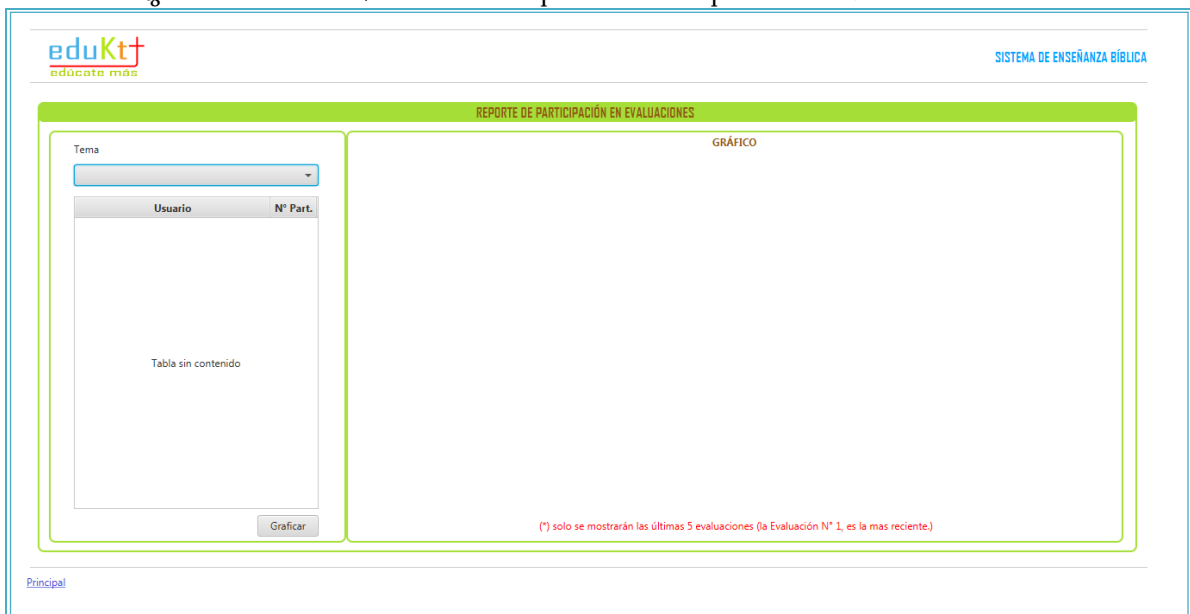 eduKt†
edúcate más
SISTEMA DE ENSEÑANZA BÍBLICA
REPORTE DE PARTICIPACIÓN EN EVALUACIONES
Tema
Usuario N° Part.
Tabla sin contenido
Graficar
GRÁFICO
(*) solo se mostrarán las últimas 5 evaluaciones (la Evaluación N° 1, es la mas reciente.)
Principal